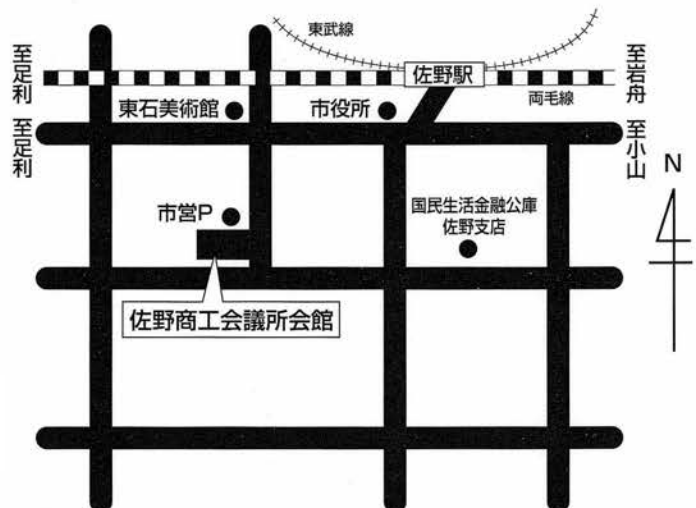 東武線
至足利
佐野駅
至岩舟
両毛線
東石美術館
市役所
至足利
至小山
N
市営P
国民生活金融公庫
佐野支店
佐野商工会議所会館